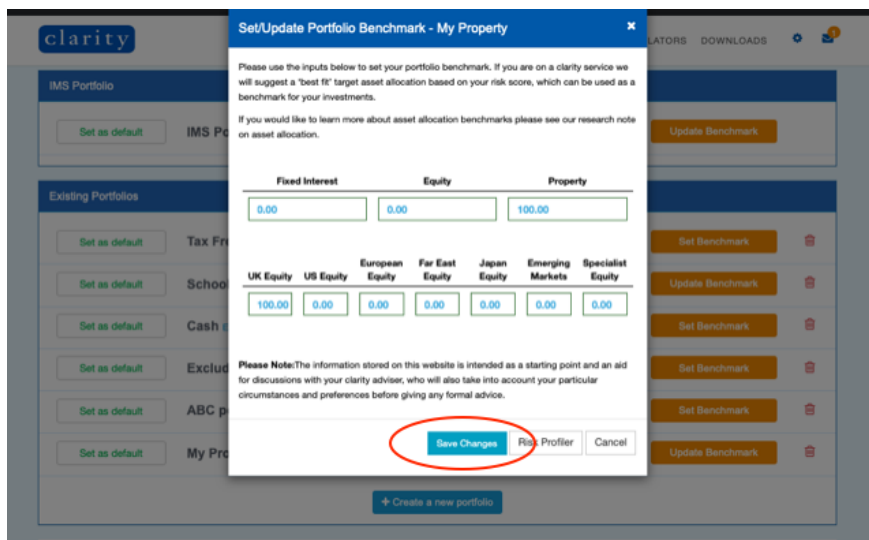 clarity
Set/Update Portfolio Benchmark - My Property
×
LATORS DOWNLOADS
1
IMS Portfolio
Please use the inputs below to set your portfolio benchmark. If you are on a clarity service we
will suggest a 'best fit' target asset allocation based on your risk score, which can be used as a
benchmark for your investments.
Set as default IMS Po Update Benchmark
If you would like to learn more about asset allocation benchmarks please see our research note
on asset allocation.
Fixed Interest Equity Property
Existing Portfolios
0.00 0.00 100.00
Set as default Tax Fre Set Benchmark
UK Equity US Equity European Equity Far East Equity Japan Equity Emerging Markets Specialist Equity
Set as default School Update Benchmark
100.00 0.00 0.00 0.00 0.00 0.00 0.00
Set as default Cash Set Benchmark
Please Note:The information stored on this website is intended as a starting point and an aid
for discussions with your clarity adviser, who will also take into account your particular
circumstances and preferences before giving any formal advice.
Set as default Exclud Set Benchmark
Set as default ABC p Set Benchmark
Save Changes Risk Profiler Cancel
Set as default My Pro Update Benchmark
+ Create a new portfolio